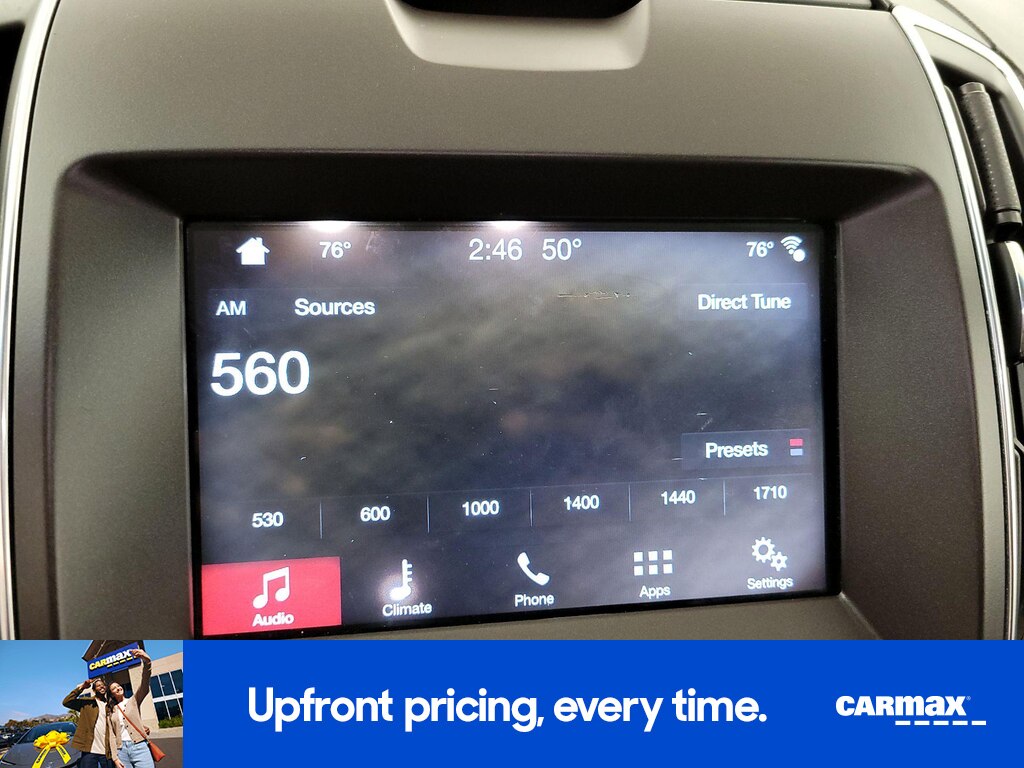 76° 2:46 50° 76°
AM Sources Direct Tune
560
Presets
530 600 1000 1400 1440 1710
Audio Climate Phone Apps Settings
CARMAX
Upfront pricing, every time. CARMAX